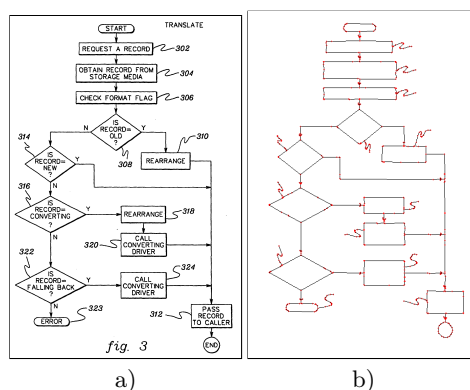 START
TRANSLATE
REQUEST A RECORD
302
OBTAIN RECORD FROM
STORAGE MEDIA
304
CHECK FORMAT FLAG
306
IS
RECORD=
OLD
?
N
Y
308
310
REARRANGE
314
IS
RECORD=
NEW
?
Y
N
316
IS
RECORD=
CONVERTING
?
Y
REARRANGE
318
320
CALL
CONVERTING
DRIVER
N
322
IS
RECORD=
FALLING BACK
?
Y
CALL
CONVERTING
DRIVER
324
N
323
ERROR
312
PASS
RECORD
TO CALLER
END
fig. 3
a)
b)